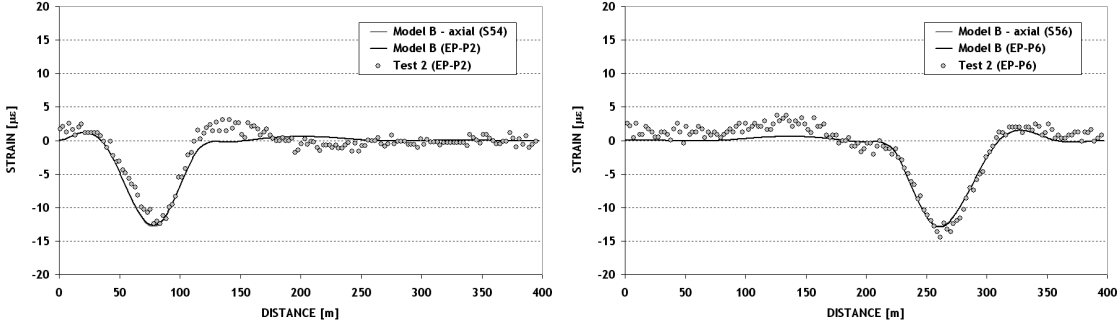 20
15
10
5
0
-5
-10
-15
-20
STRAIN [µε]
0 50 100 150 200 250 300 350 400
DISTANCE [m]
Model B - axial (S54)
Model B (EP-P2)
Test 2 (EP-P2)
20
15
10
5
0
-5
-10
-15
-20
STRAIN [µε]
0 50 100 150 200 250 300 350 400
DISTANCE [m]
Model B - axial (S56)
Model B (EP-P6)
Test 2 (EP-P6)